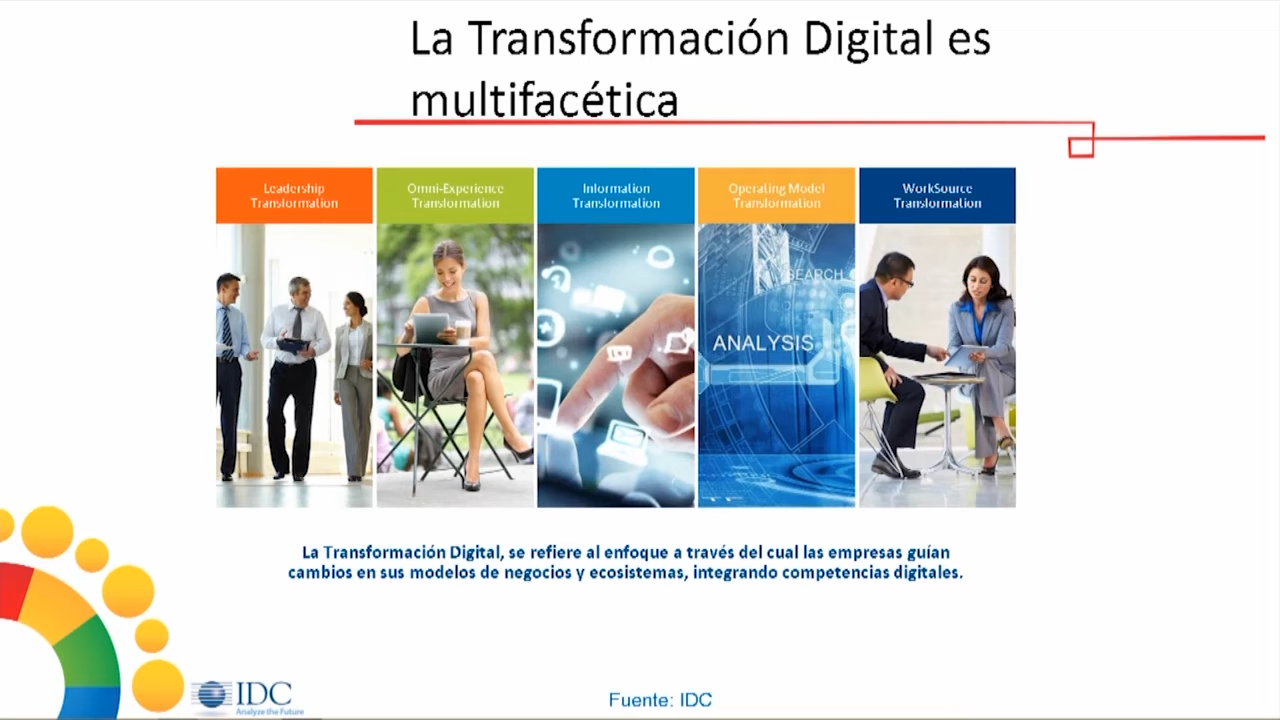 La Transformación Digital es
multifacética
Leadership
Transformation
Omni-Experience
Transformation
Information
Transformation
Operating Model
Transformation
WorkSource
Transformation
SEARCH
ANALYSIS
La Transformación Digital, se refiere al enfoque a través del cual las empresas guían
cambios en sus modelos de negocios y ecosistemas, integrando competencias digitales.
IDC
Analyze the Future
Fuente: IDC